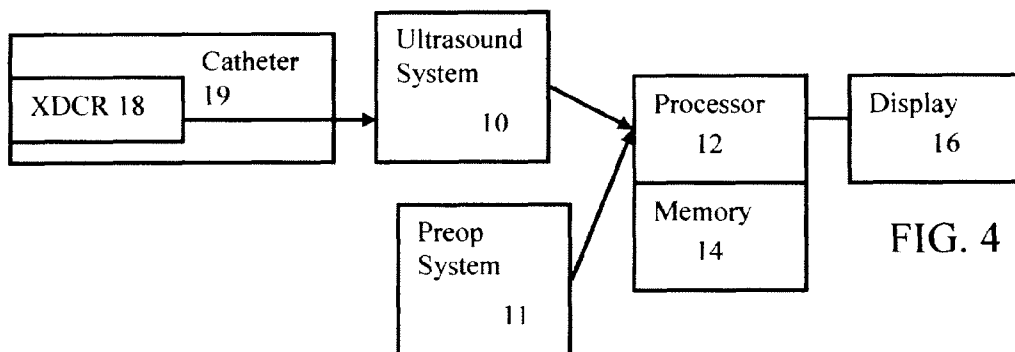 XDCR 18
Catheter
19
Ultrasound
System
10
Preop
System
11
Processor
12
Memory
14
Display
16
FIG. 4